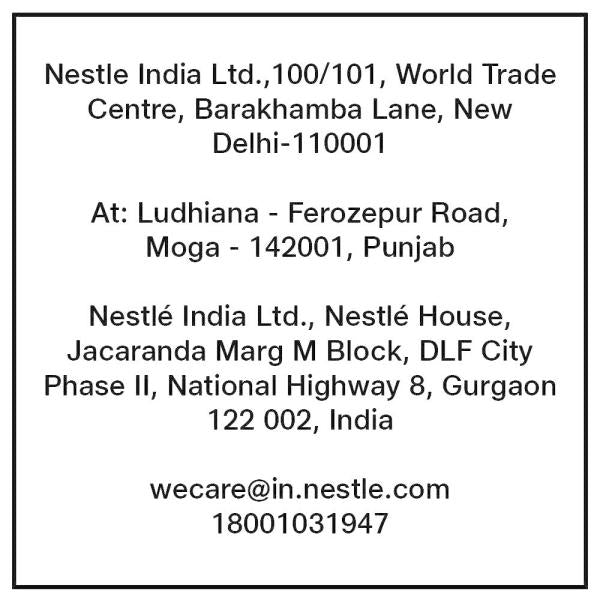 Nestle India Ltd.,100/101, World Trade
Centre, Barakhamba Lane, New
Delhi-110001
At: Ludhiana - Ferozepur Road,
Moga - 142001, Punjab
Nestlé India Ltd., Nestlé House,
Jacaranda Marg M Block, DLF City
Phase II, National Highway 8, Gurgaon
122 002, India
wecare@in.nestle.com
18001031947